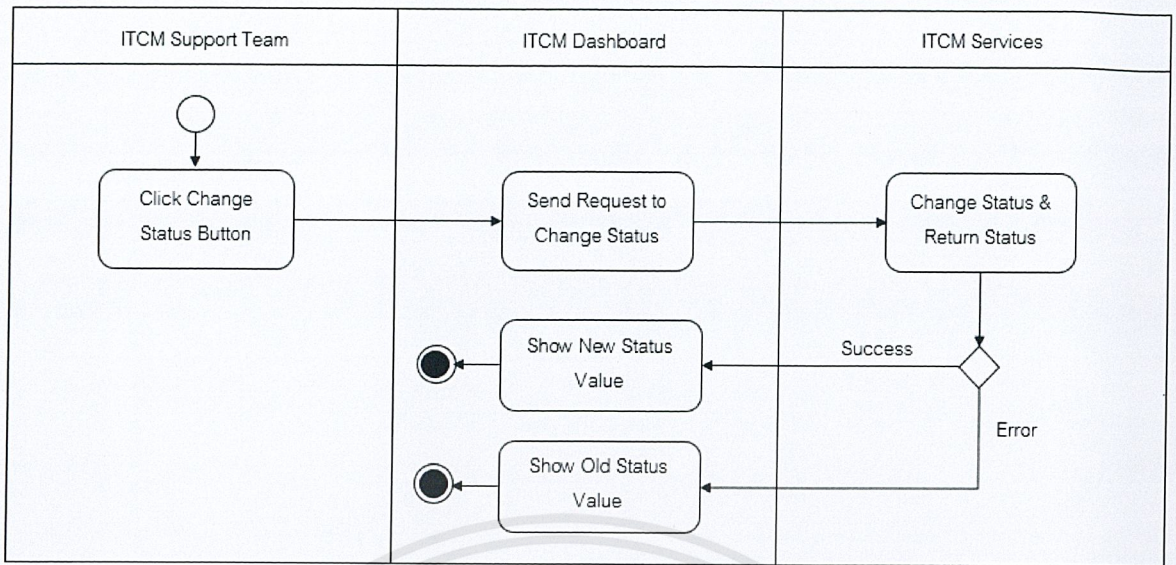 ITCM Support Team
ITCM Dashboard
ITCM Services
Click Change
Status Button
Send Request to
Change Status
Change Status &
Return Status
Show New Status
Value
Success
Error
Show Old Status
Value